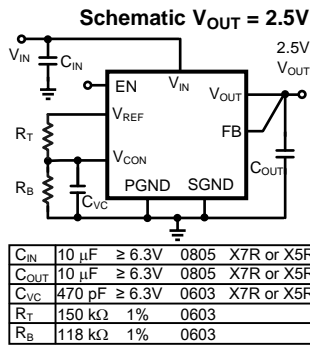 Schematic VOUT = 2.5V
2.5V
VIN
CIN
VOUT
EN
VIN
VOUT
VREF
RT
FB
VCON
COUT
RB
CVC
PGND SGND
CIN 10 μF ≥ 6.3V 0805 X7R or X5R
COUT 10 μF ≥ 6.3V 0805 X7R or X5R
CVC 470 pF ≥ 6.3V 0603 X7R or X5R
RT 150 kΩ 1% 0603
RB 118 kΩ 1% 0603